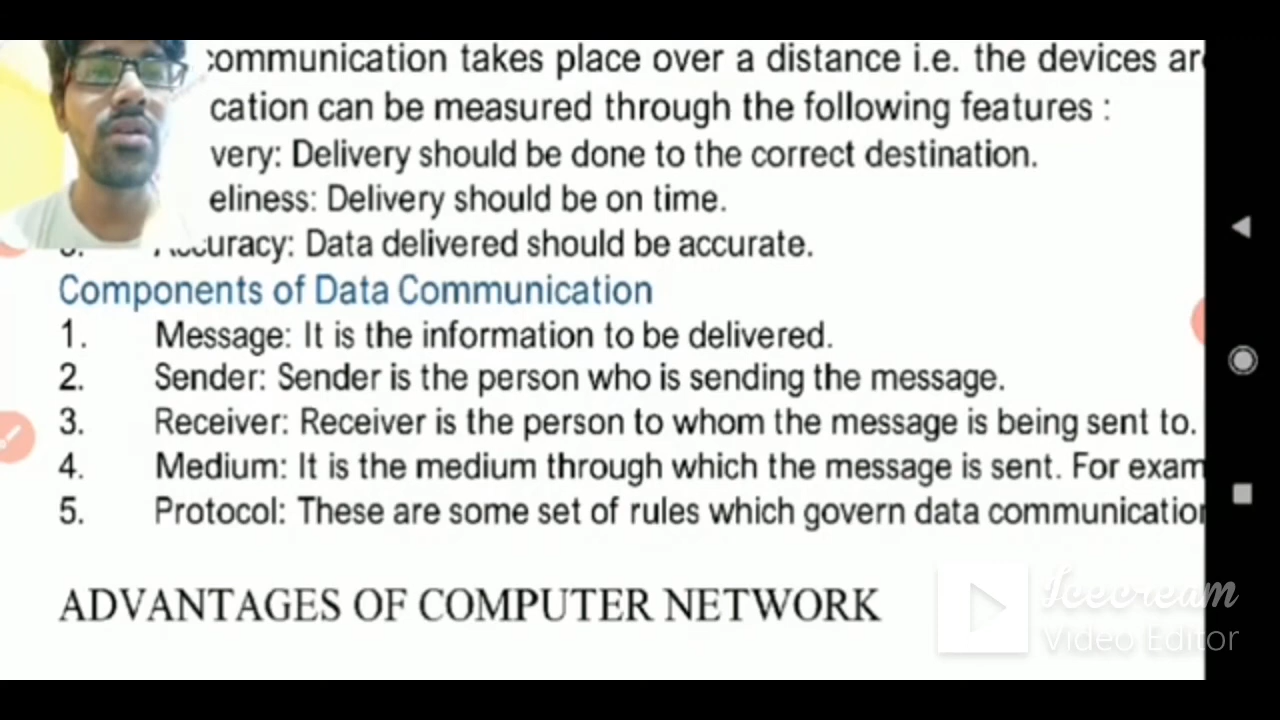 communication takes place over a distance i.e. the devices are
cation can be measured through the following features :
very: Delivery should be done to the correct destination.
eliness: Delivery should be on time.
3. Accuracy: Data delivered should be accurate.
Components of Data Communication
1. Message: It is the information to be delivered.
2. Sender: Sender is the person who is sending the message.
3. Receiver: Receiver is the person to whom the message is being sent to.
4. Medium: It is the medium through which the message is sent. For exam
5. Protocol: These are some set of rules which govern data communication
ADVANTAGES OF COMPUTER NETWORK
Icecream
Video Editor